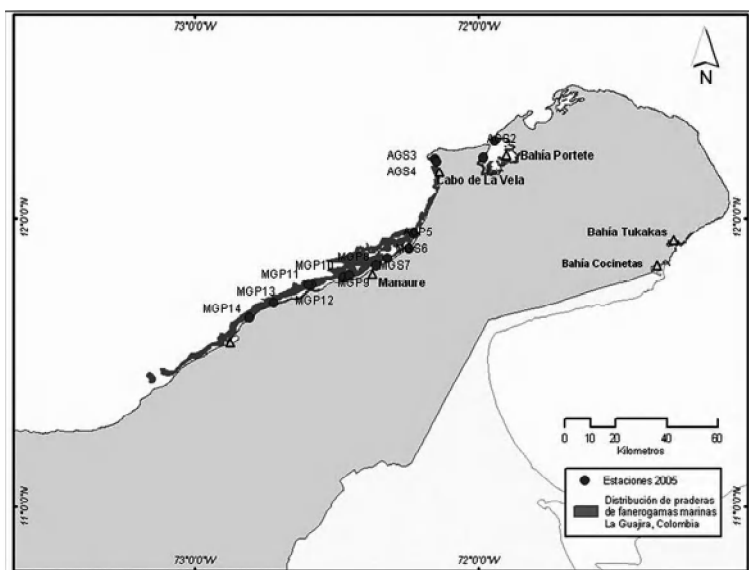 73°0'0"W 72°0'0"W
N
AGS2
AGS3
Bahía Portete
AGS4
Cabo de La Vela
12°0'0"N 12°0'0"N
Bahía Tukakas
MGS6
Bahía Cocinetas
MGP10
MGS7
MGP11
MGP9
Manaure
MGP13
MGP12
MGP14
0 10 20 40 60
Kilometros
Estaciones 2005
Distribución de praderas
de fanerogamas marinas
La Guajira, Colombia
11°0'0"N 11°0'0"N
73°0'0"W 72°0'0"W